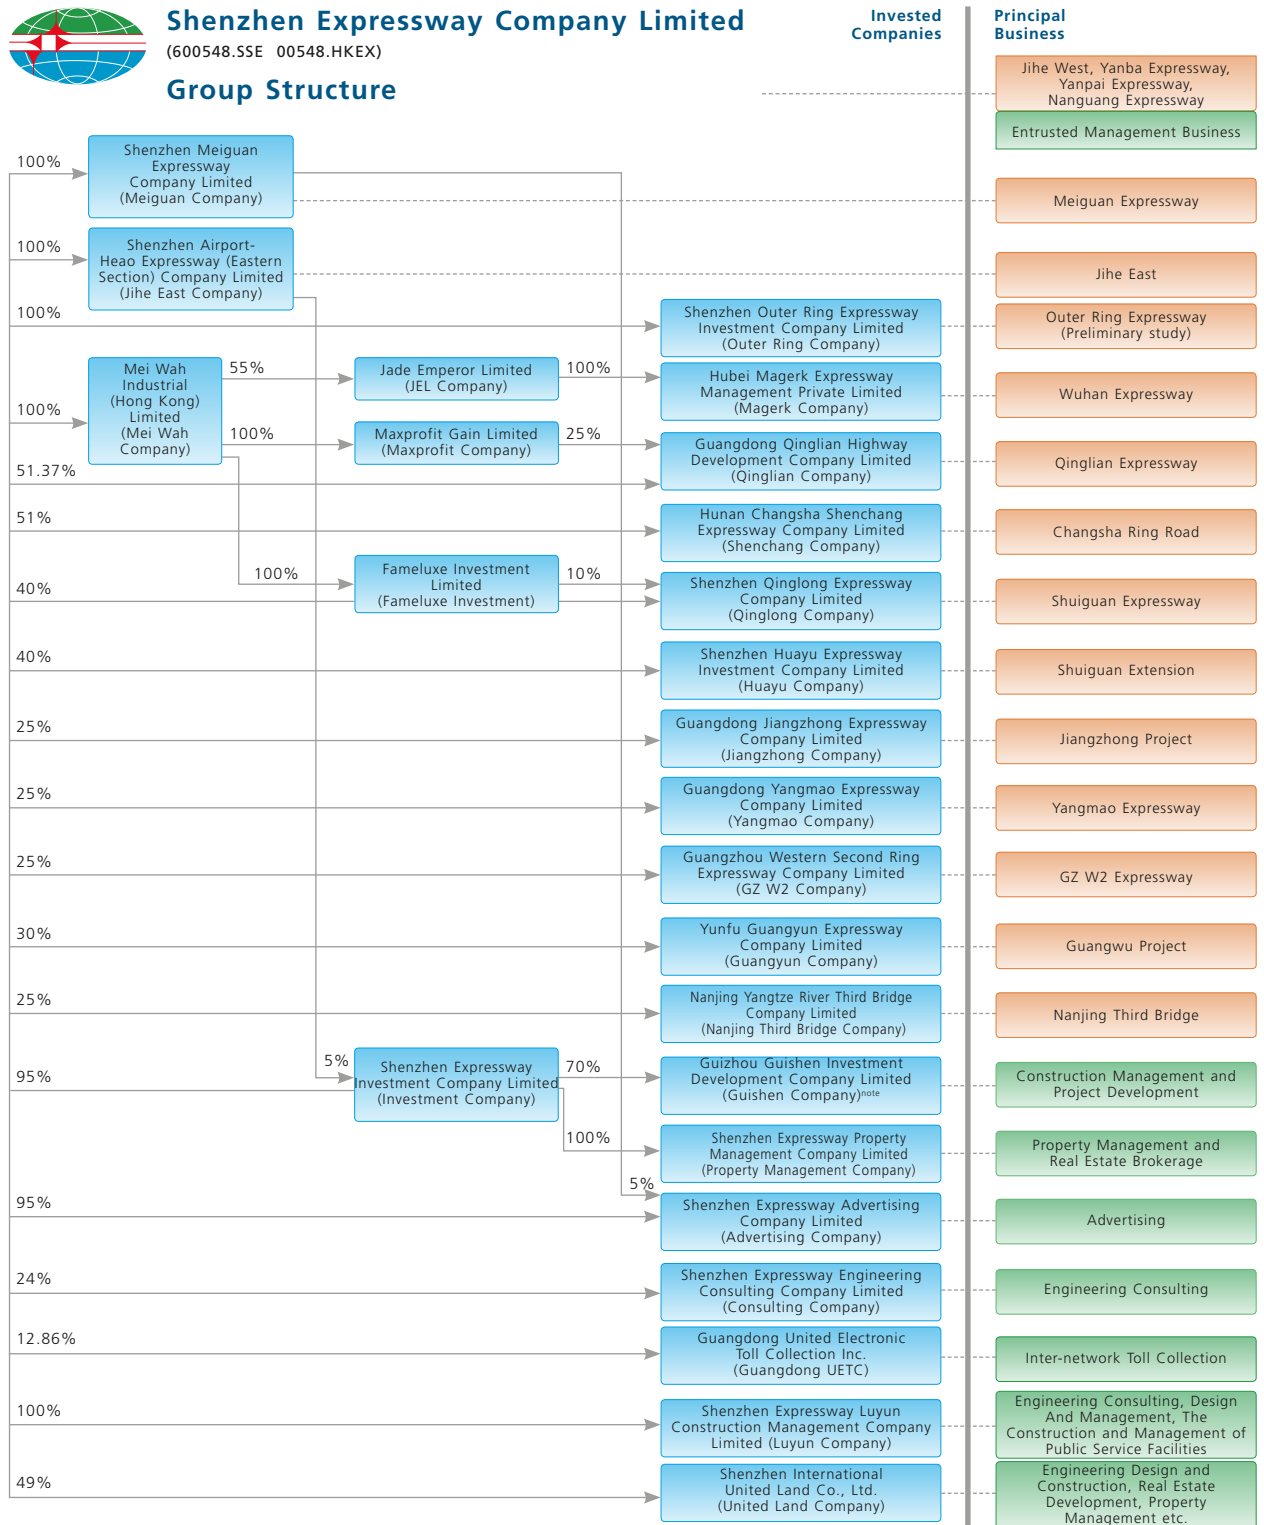 Shenzhen Expressway Company Limited
(600548.SSE 00548.HKEX)
Group Structure
Invested
Companies
Principal
Business
Jihe West, Yanba Expressway,
Yanpai Expressway,
Nanguang Expressway
Entrusted Management Business
100%
Shenzhen Meiguan
Expressway
Company Limited
(Meiguan Company)
Meiguan Expressway
100%
Shenzhen Airport-
Heao Expressway (Eastern
Section) Company Limited
(Jihe East Company)
Jihe East
100%
Shenzhen Outer Ring Expressway
Investment Company Limited
(Outer Ring Company)
Outer Ring Expressway
(Preliminary study)
100%
Mei Wah
Industrial
(Hong Kong)
Limited
(Mei Wah
Company)
55%
Jade Emperor Limited
(JEL Company)
100%
Hubei Magerk Expressway
Management Private Limited
(Magerk Company)
Wuhan Expressway
100%
Maxprofit Gain Limited
(Maxprofit Company)
25%
51.37%
Guangdong Qinglian Highway
Development Company Limited
(Qinglian Company)
Qinglian Expressway
51%
Hunan Changsha Shenchang
Expressway Company Limited
(Shenchang Company)
Changsha Ring Road
100%
Fameluxe Investment
Limited
(Fameluxe Investment)
10%
40%
Shenzhen Qinglong Expressway
Company Limited
(Qinglong Company)
Shuiguan Expressway
40%
Shenzhen Huayu Expressway
Investment Company Limited
(Huayu Company)
Shuiguan Extension
25%
Guangdong Jiangzhong Expressway
Company Limited
(Jiangzhong Company)
Jiangzhong Project
25%
Guangdong Yangmao Expressway
Company Limited
(Yangmao Company)
Yangmao Expressway
25%
Guangzhou Western Second Ring
Expressway Company Limited
(GZ W2 Company)
GZ W2 Expressway
30%
Yunfu Guangyun Expressway
Company Limited
(Guangyun Company)
Guangwu Project
25%
Nanjing Yangtze River Third Bridge
Company Limited
(Nanjing Third Bridge Company)
Nanjing Third Bridge
5%
95%
Shenzhen Expressway
Investment Company Limited
(Investment Company)
70%
Guizhou Guishen Investment
Development Company Limited
(Guishen Company)note
Construction Management and
Project Development
100%
Shenzhen Expressway Property
Management Company Limited
(Property Management Company)
Property Management and
Real Estate Brokerage
5%
95%
Shenzhen Expressway Advertising
Company Limited
(Advertising Company)
Advertising
24%
Shenzhen Expressway Engineering
Consulting Company Limited
(Consulting Company)
Engineering Consulting
12.86%
Guangdong United Electronic
Toll Collection Inc.
(Guangdong UETC)
Inter-network Toll Collection
100%
Shenzhen Expressway Luyun
Construction Management Company
Limited (Luyun Company)
Engineering Consulting, Design
And Management, The
Construction and Management of
Public Service Facilities
49%
Shenzhen International
United Land Co., Ltd.
(United Land Company)
Engineering Design and
Construction, Real Estate
Development, Property
Management etc.